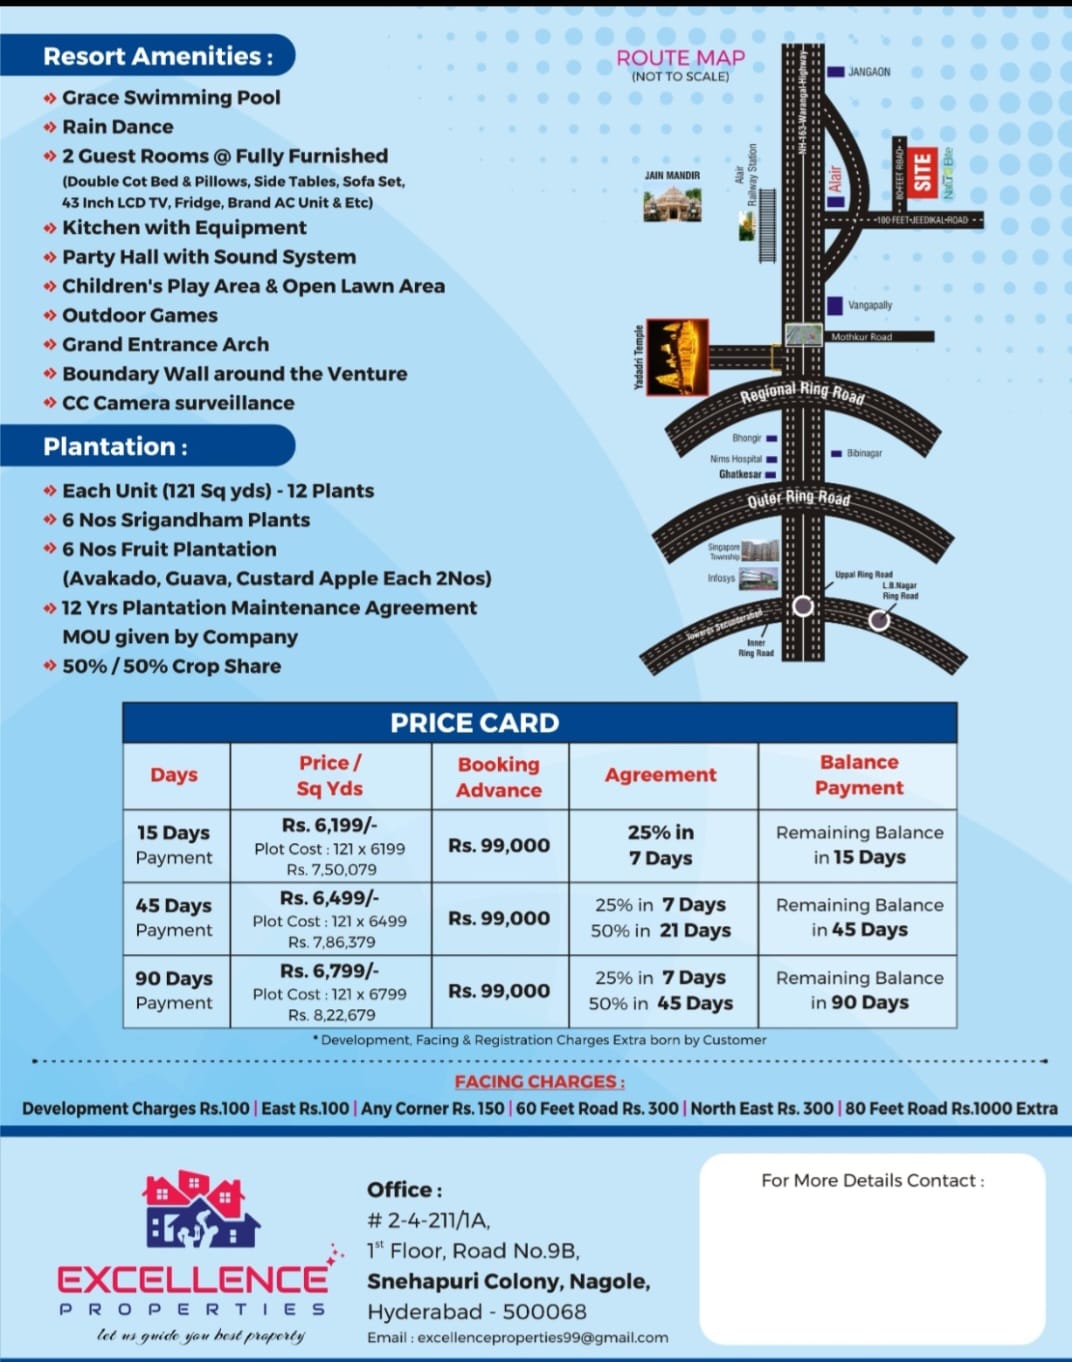 Resort Amenities :
Grace Swimming Pool
Rain Dance
2 Guest Rooms @ Fully Furnished
(Double Cot Bed & Pillows, Side Tables, Sofa Set,
43 Inch LCD TV, Fridge, Brand AC Unit & Etc)
Kitchen with Equipment
Party Hall with Sound System
Children's Play Area & Open Lawn Area
Outdoor Games
Grand Entrance Arch
Boundary Wall around the Venture
CC Camera surveillance
Plantation :
Each Unit (121 Sq yds) - 12 Plants
6 Nos Srigandham Plants
6 Nos Fruit Plantation
(Avakado, Guava, Custard Apple Each 2Nos)
12 Yrs Plantation Maintenance Agreement
MOU given by Company
50% / 50% Crop Share
ROUTE MAP
(NOT TO SCALE)
NH-163-Warangal-Highway
JANGAON
JAIN MANDIR
Alair
Railway Station
Alair
80-FEET ROAD
SITE
100-FEET-JEEDIKAL-ROAD
Vangapally
Mothkur Road
Yadadri Temple
Regional Ring Road
Bhongir
Nims Hospital
Ghatkesar
Bibinagar
Outer Ring Road
Singapore
Township
Infosys
Uppal Ring Road
L.B.Nagar
Ring Road
Towards Secunderabad
Inner
Ring Road
PRICE CARD
Days
Price /
Sq Yds
Booking
Advance
Agreement
Balance
Payment
15 Days
Payment
Rs. 6,199/-
Plot Cost : 121 x 6199
Rs. 7,50,079
Rs. 99,000
25% in
7 Days
Remaining Balance
in 15 Days
45 Days
Payment
Rs. 6,499/-
Plot Cost : 121 x 6499
Rs. 7,86,379
Rs. 99,000
25% in 7 Days
50% in 21 Days
Remaining Balance
in 45 Days
90 Days
Payment
Rs. 6,799/-
Plot Cost : 121 x 6799
Rs. 8,22,679
Rs. 99,000
25% in 7 Days
50% in 45 Days
Remaining Balance
in 90 Days
* Development, Facing & Registration Charges Extra born by Customer
FACING CHARGES :
Development Charges Rs.100 | East Rs.100 | Any Corner Rs. 150 | 60 Feet Road Rs. 300 | North East Rs. 300 | 80 Feet Road Rs.1000 Extra
EXCELLENCE
PROPERTIES
let us guide you best property
Office :
# 2-4-211/1A,
1st Floor, Road No.9B,
Snehapuri Colony, Nagole,
Hyderabad - 500068
Email : excellenceproperties99@gmail.com
For More Details Contact :